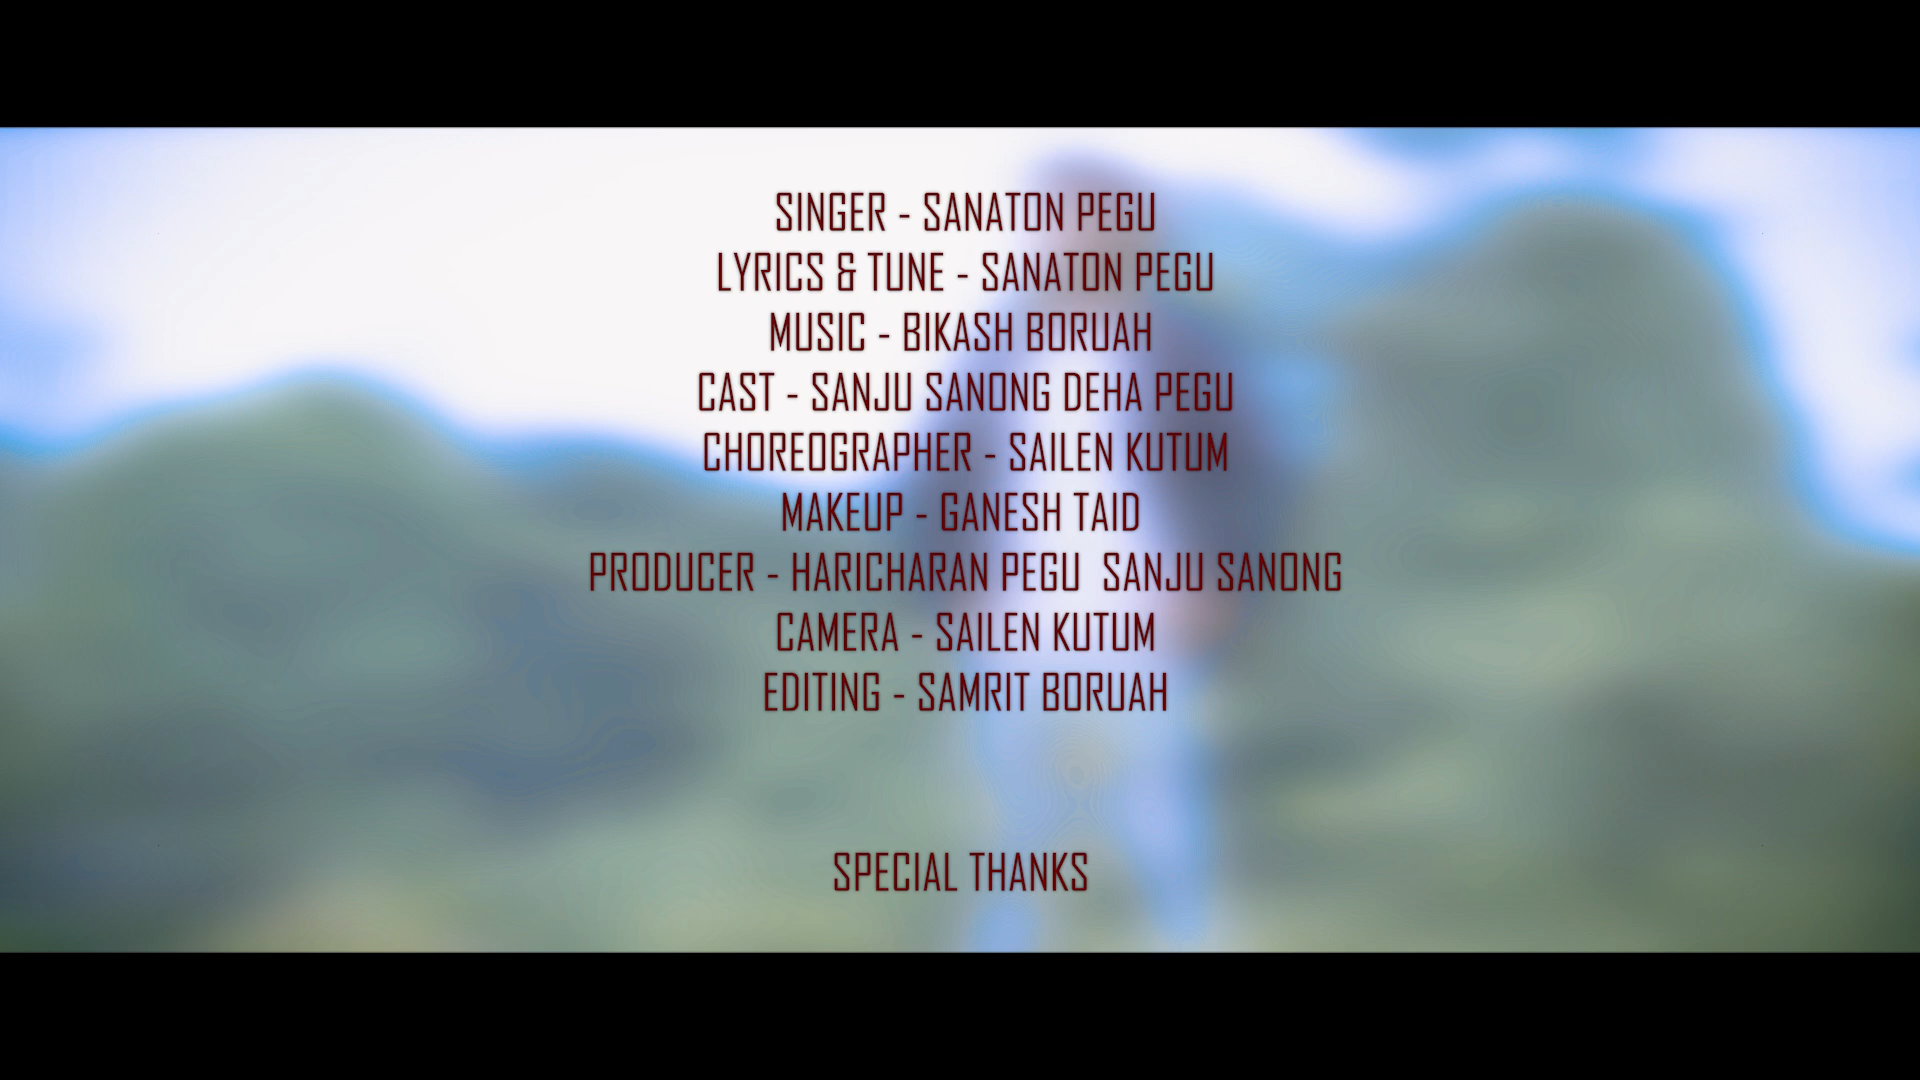 SINGER - SANATON PEGU
LYRICS & TUNE - SANATON PEGU
MUSIC - BIKASH BORUAH
CAST - SANJU SANONG DEHA PEGU
CHOREOGRAPHER - SAILEN KUTUM
MAKEUP - GANESH TAID
PRODUCER - HARICHARAN PEGU  SANJU SANONG
CAMERA - SAILEN KUTUM
EDITING - SAMRIT BORUAH
SPECIAL THANKS